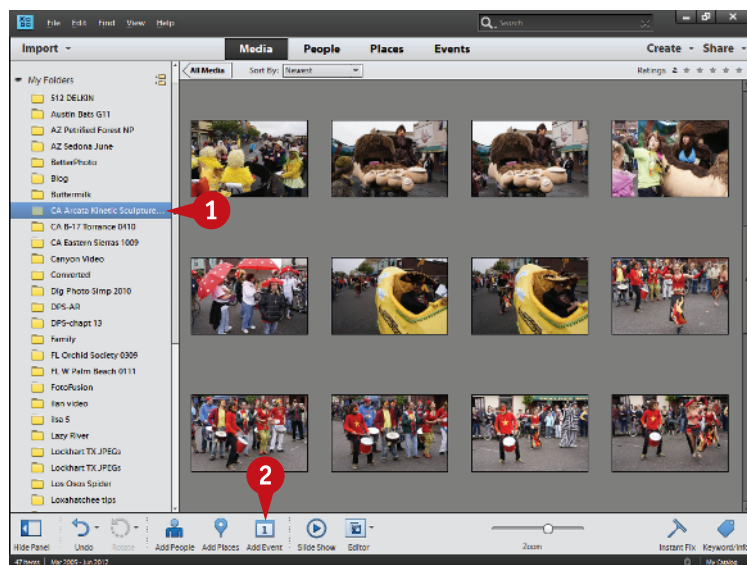 File Edit Find View Help
Search
Import
Media People Places Events
Create Share
All Media Sort By: Newest
Ratings
My Folders
512 DELKIN
Austin Bats G11
AZ Petrified Forest NP
AZ Sedona June
BetterPhoto
Blog
Buttermilk
CA Arcata Kinetic Sculpture...
1
CA B-17 Torrance 0410
CA Eastern Sierras 1009
Canyon Video
Converted
Dig Photo Simp 2010
DPS-AR
DPS-chapt 13
Family
FL Orchid Society 0309
FL W Palm Beach 0111
FotoFusion
Ilan video
Ilsa 5
Lazy River
Lockhart TX JPEGs
Lockhart TX JPEGs
Los Osos Spider
Loxahatchee tips
2
1
Hide Panel Undo Rotate Add People Add Places Add Event Slide Show Editor Zoom Instant Fix Keyword/Info
47 Items Mar 2005 - Jun 2012 My Catalog